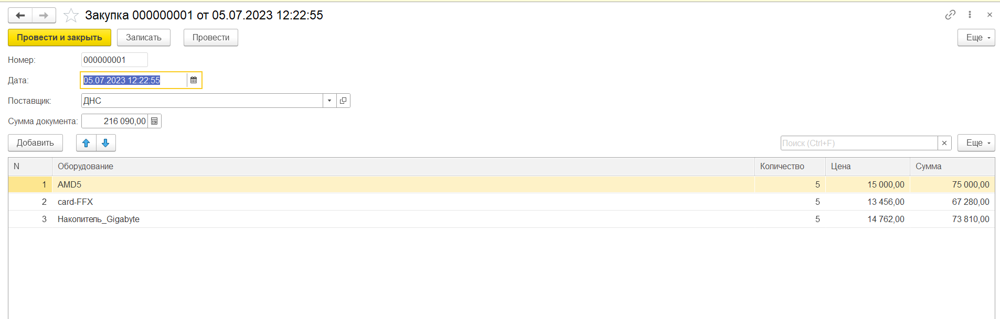 Закупка 000000001 от 05.07.2023 12:22:55
Провести и закрыть Записать Провести Еще
Номер: 000000001
Дата: 05.07.2023 12:22:55
Поставщик: ДНС
Сумма документа: 216 090,00
Добавить Поиск (Ctrl+F) × Еще
N Оборудование Количество Цена Сумма
1 AMD5 5 15 000,00 75 000,00
2 card-FFX 5 13 456,00 67 280,00
3 Накопитель_Gigabyte 5 14 762,00 73 810,00